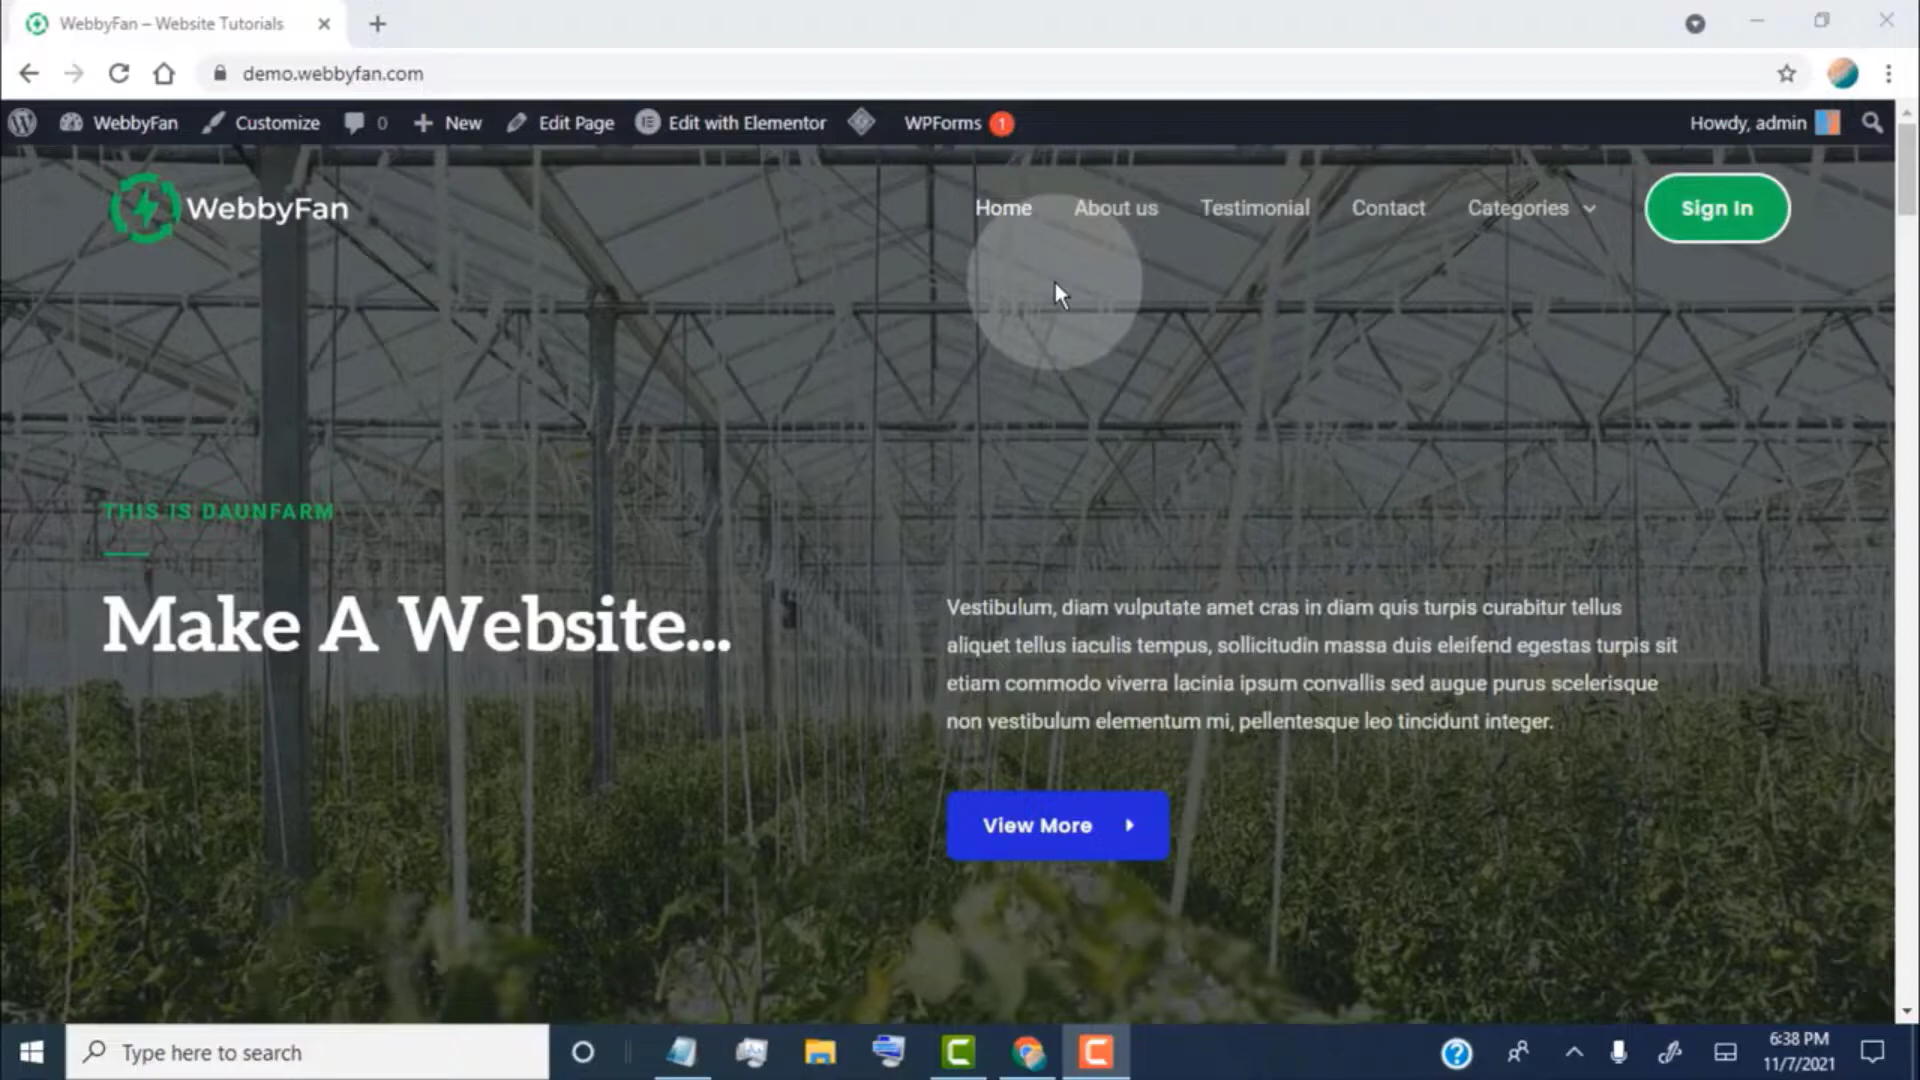 WebbyFan – Website Tutorials
demo.webbyfan.com
WebbyFan Customize 0 New Edit Page Edit with Elementor WPForms 1 Howdy, admin
WebbyFan Home About us Testimonial Contact Categories Sign In
THIS IS DAUNFARM
Make A Website...
Vestibulum, diam vulputate amet cras in diam quis turpis curabitur tellus
aliquet tellus iaculis tempus, sollicitudin massa duis eleifend egestas turpis sit
etiam commodo viverra lacinia ipsum convallis sed augue purus scelerisque
non vestibulum elementum mi, pellentesque leo tincidunt integer.
View More
Type here to search
6:38 PM
11/7/2021